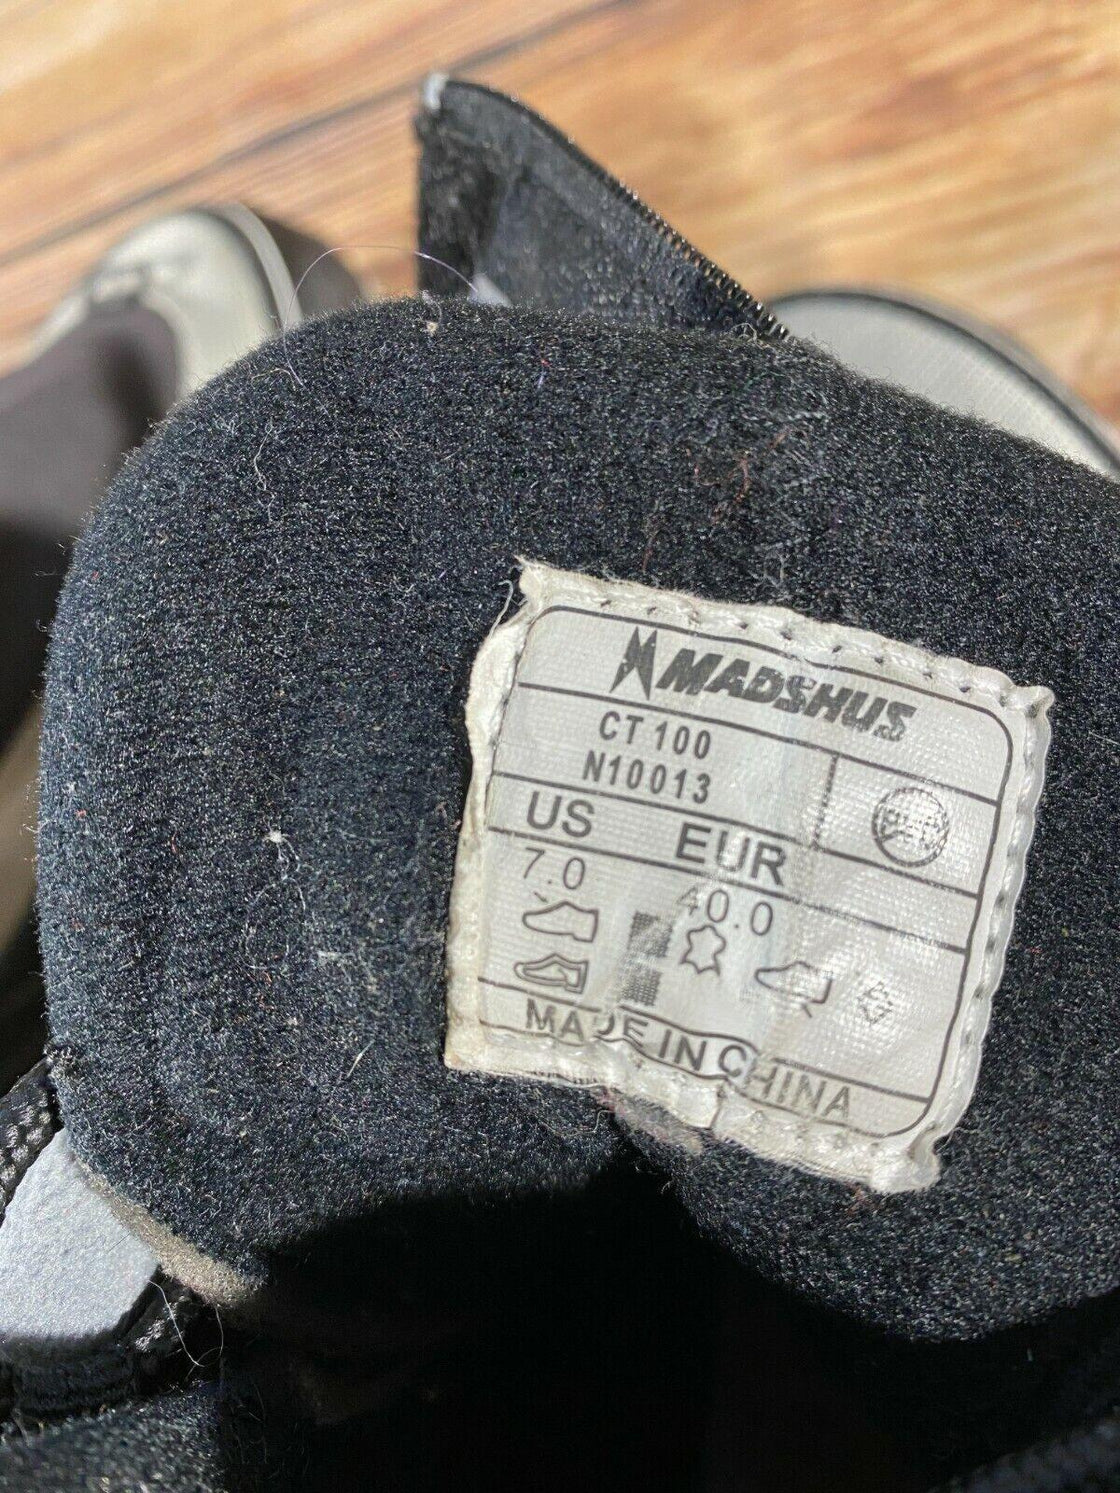 MADSHUS
CT 100
N10013
US EUR
7.0 40.0
MADE IN CHINA